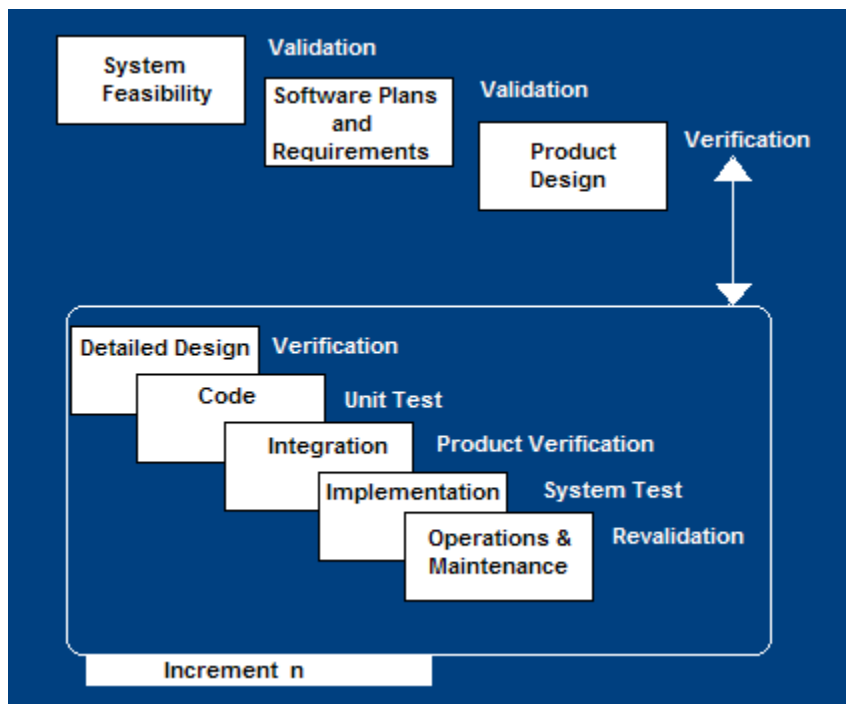 System
Feasibility
Validation
Software Plans
and
Requirements
Validation
Product
Design
Verification
Detailed Design
Verification
Code
Unit Test
Integration
Product Verification
Implementation
System Test
Operations &
Maintenance
Revalidation
Increment n